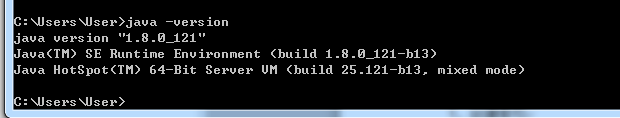 C:\Users\User>java -version
java version "1.8.0_121"
Java(TM) SE Runtime Environment (build 1.8.0_121-b13)
Java HotSpot(TM) 64-Bit Server VM (build 25.121-b13, mixed mode)
C:\Users\User>